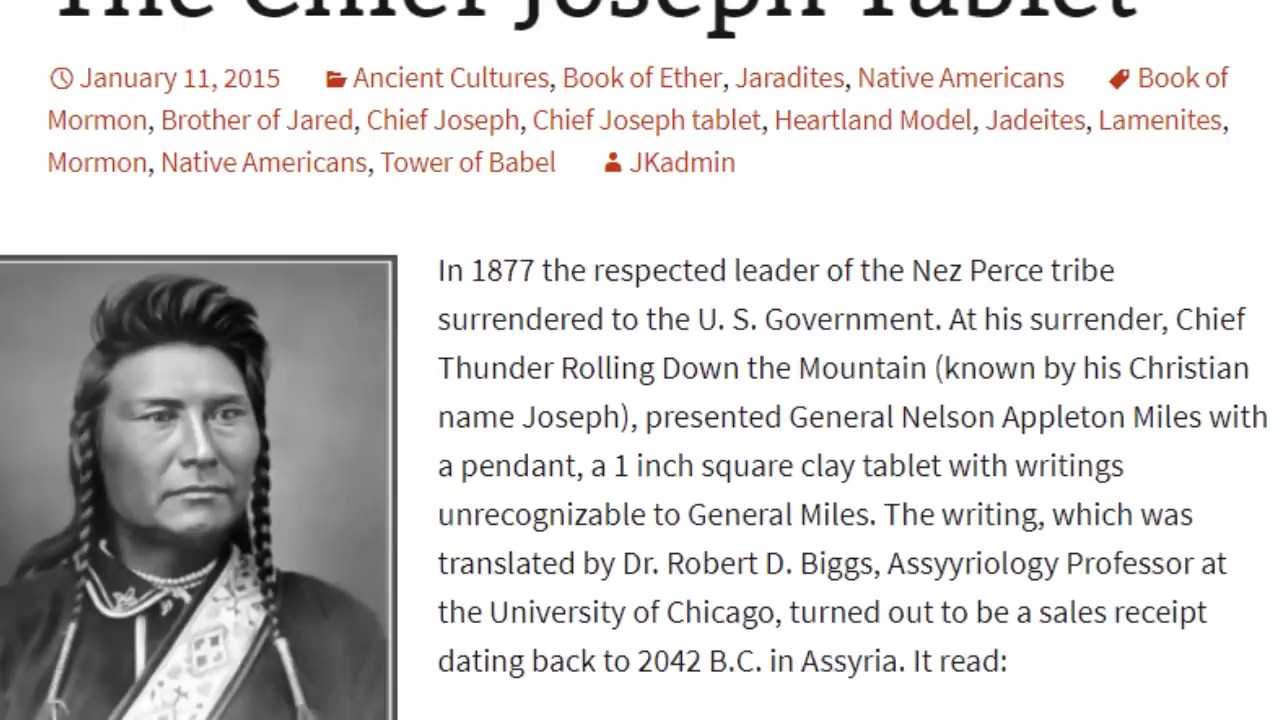 The Chief Joseph Tablet
January 11, 2015 Ancient Cultures, Book of Ether, Jaradites, Native Americans Book of
Mormon, Brother of Jared, Chief Joseph, Chief Joseph tablet, Heartland Model, Jadeites, Lamenites,
Mormon, Native Americans, Tower of Babel JKadmin
In 1877 the respected leader of the Nez Perce tribe
surrendered to the U. S. Government. At his surrender, Chief
Thunder Rolling Down the Mountain (known by his Christian
name Joseph), presented General Nelson Appleton Miles with
a pendant, a 1 inch square clay tablet with writings
unrecognizable to General Miles. The writing, which was
translated by Dr. Robert D. Biggs, Assyyriology Professor at
the University of Chicago, turned out to be a sales receipt
dating back to 2042 B.C. in Assyria. It read: